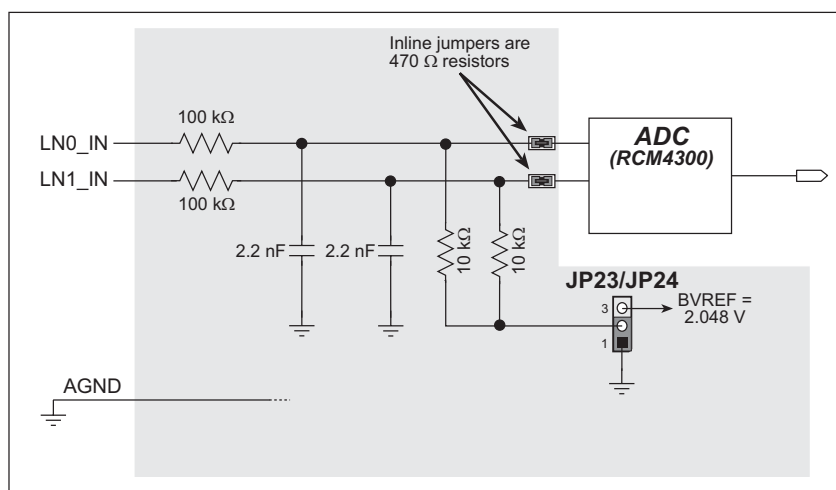 Inline jumpers are
470 Ω resistors
100 kΩ
LN0_IN
LN1_IN
100 kΩ
ADC
(RCM4300)
2.2 nF
2.2 nF
10 kΩ
10 kΩ
JP23/JP24
3
BVREF =
2.048 V
1
AGND